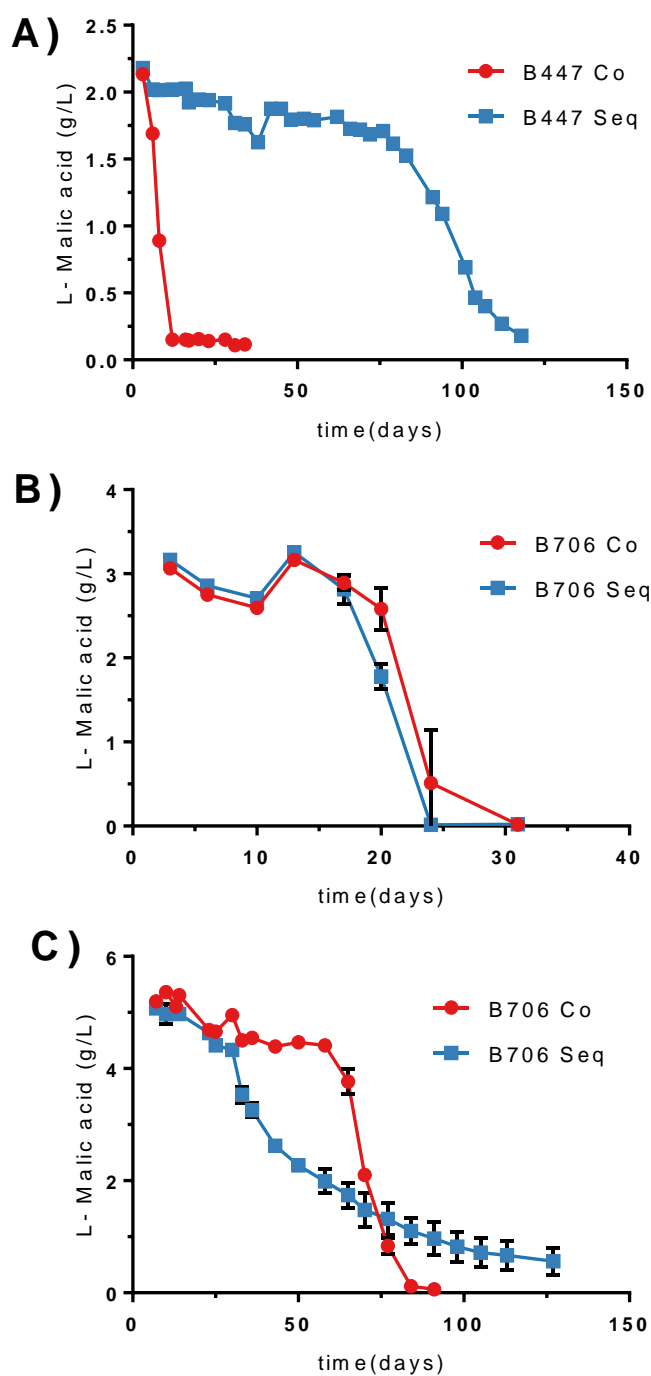 A)
L- Malic acid (g/L)
2.5
2.0
1.5
1.0
0.5
0.0
0
50
100
150
time(days)
B447 Co
B447 Seq
B)
L- Malic acid (g/L)
4
3
2
1
0
0
10
20
30
40
time(days)
B706 Co
B706 Seq
C)
L- Malic acid (g/L)
6
4
2
0
0
50
100
150
time(days)
B706 Co
B706 Seq